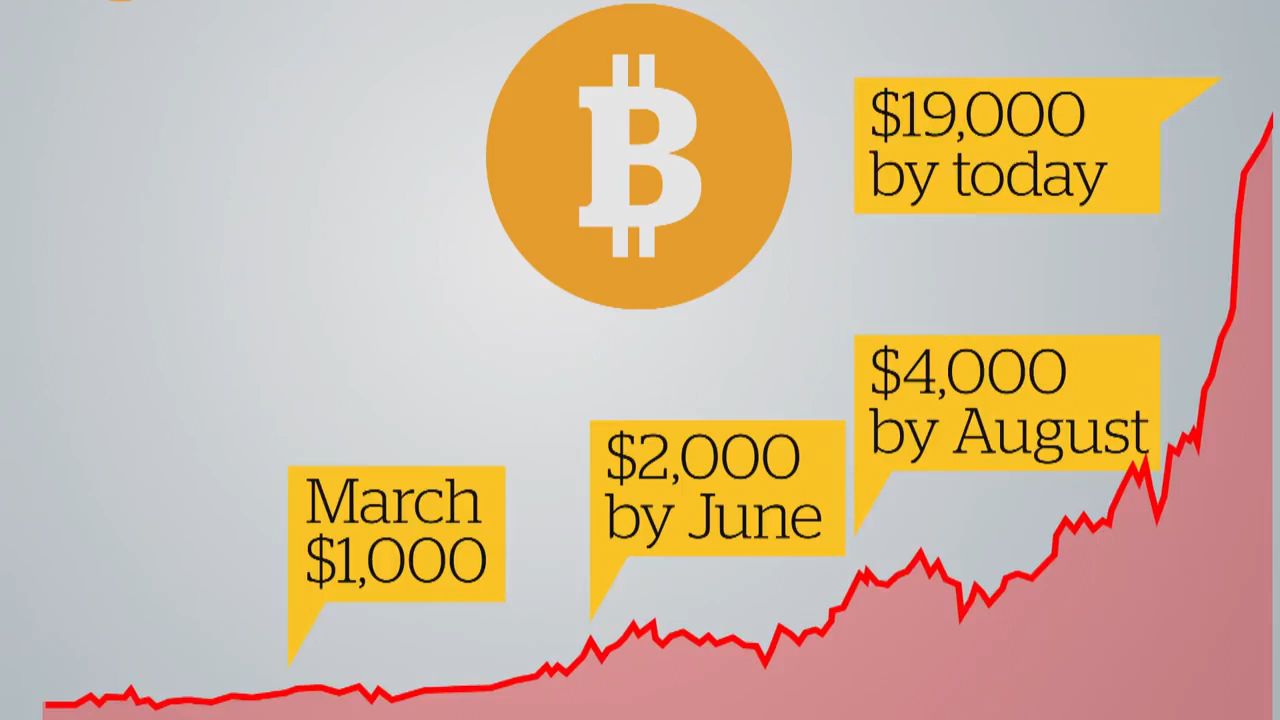 $19,000
by today
$4,000
by August
$2,000
by June
March
$1,000